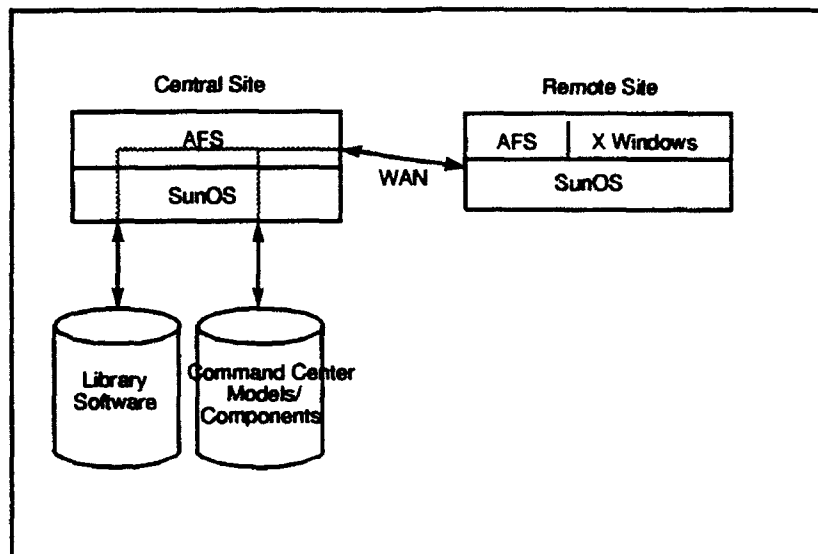 Central Site
Remote Site
AFS
AFS
X Windows
WAN
SunOS
SunOS
Library
Software
Command Center
Models/
Components